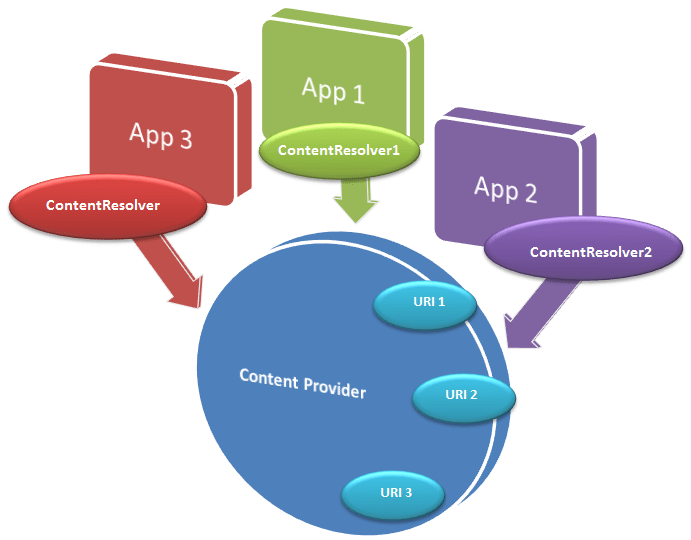 App 1
App 3
ContentResolver1
App 2
ContentResolver
ContentResolver2
URI 1
Content Provider
URI 2
URI 3